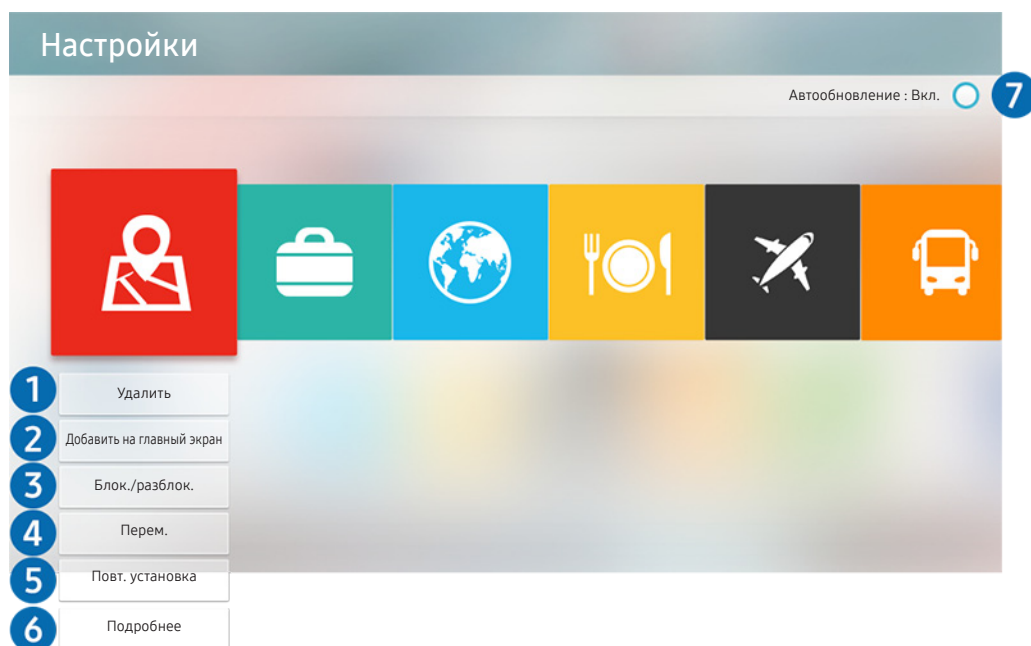 Настройки
Автообновление : Вкл. 7
1 Удалить
2 Добавить на главный экран
3 Блок./разблок.
4 Перем.
5 Повт. установка
6 Подробнее